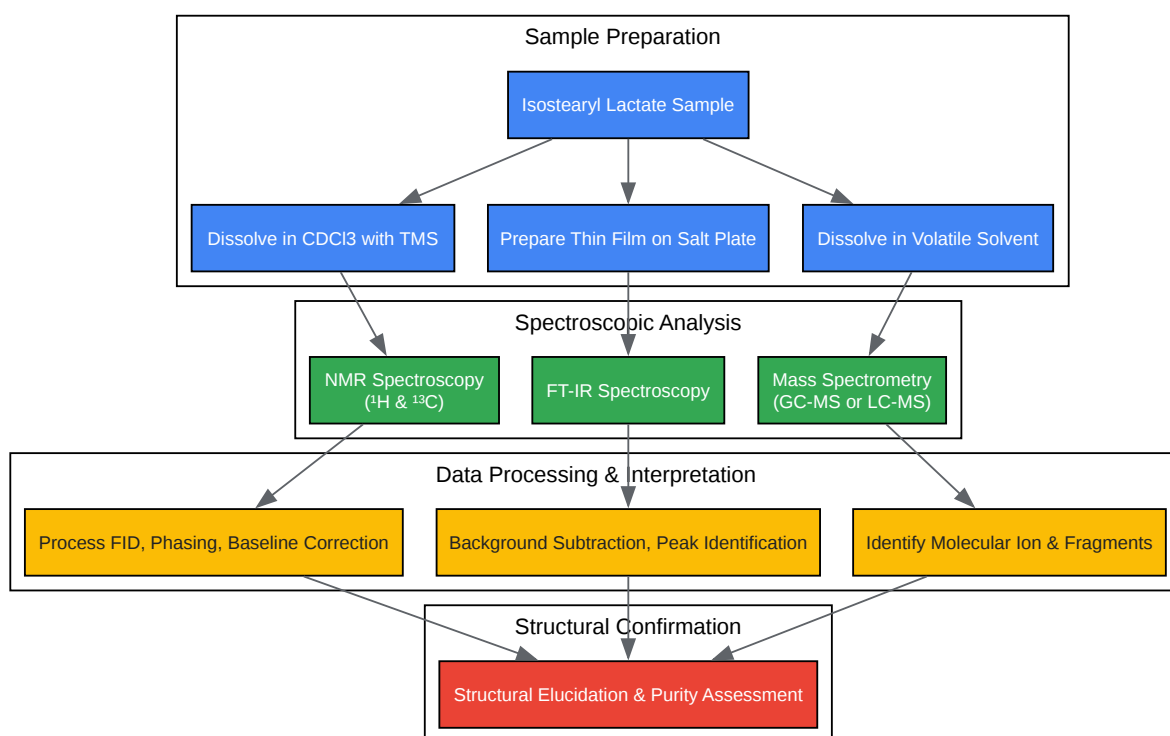 Sample Preparation
Isostearyl Lactate Sample
Dissolve in CDCl3 with TMS
Prepare Thin Film on Salt Plate
Dissolve in Volatile Solvent
Spectroscopic Analysis
NMR Spectroscopy
(¹H & ¹³C)
FT-IR Spectroscopy
Mass Spectrometry
(GC-MS or LC-MS)
Data Processing & Interpretation
Process FID, Phasing, Baseline Correction
Background Subtraction, Peak Identification
Identify Molecular Ion & Fragments
Structural Confirmation
Structural Elucidation & Purity Assessment